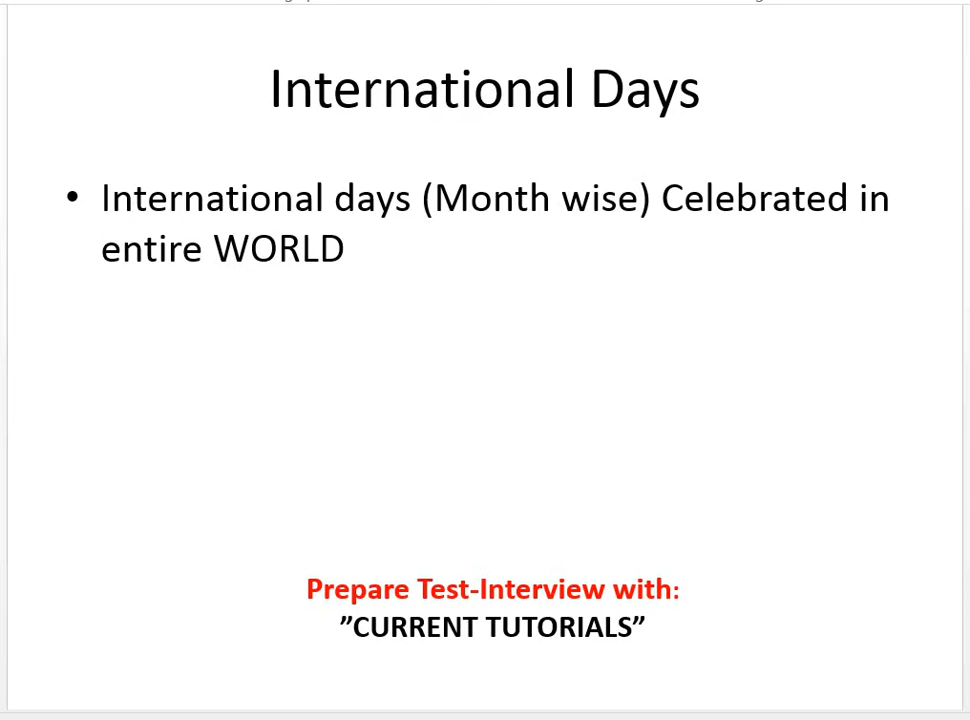 International Days
• International days (Month wise) Celebrated in
entire WORLD
Prepare Test-Interview with:
”CURRENT TUTORIALS”